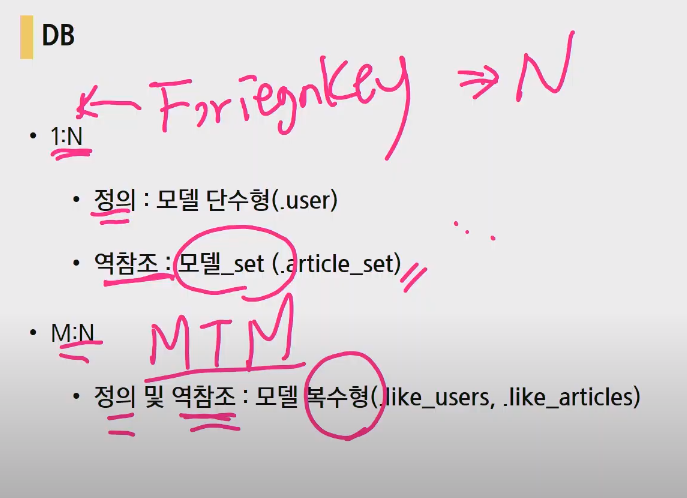 DB
← ForiegnKey ⇒ N
• 1:N
• 정의 : 모델 단수형(.user)
• 역참조 : 모델_set (.article_set)
• M:N
MTM
• 정의 및 역참조 : 모델 복수형(.like_users, .like_articles)